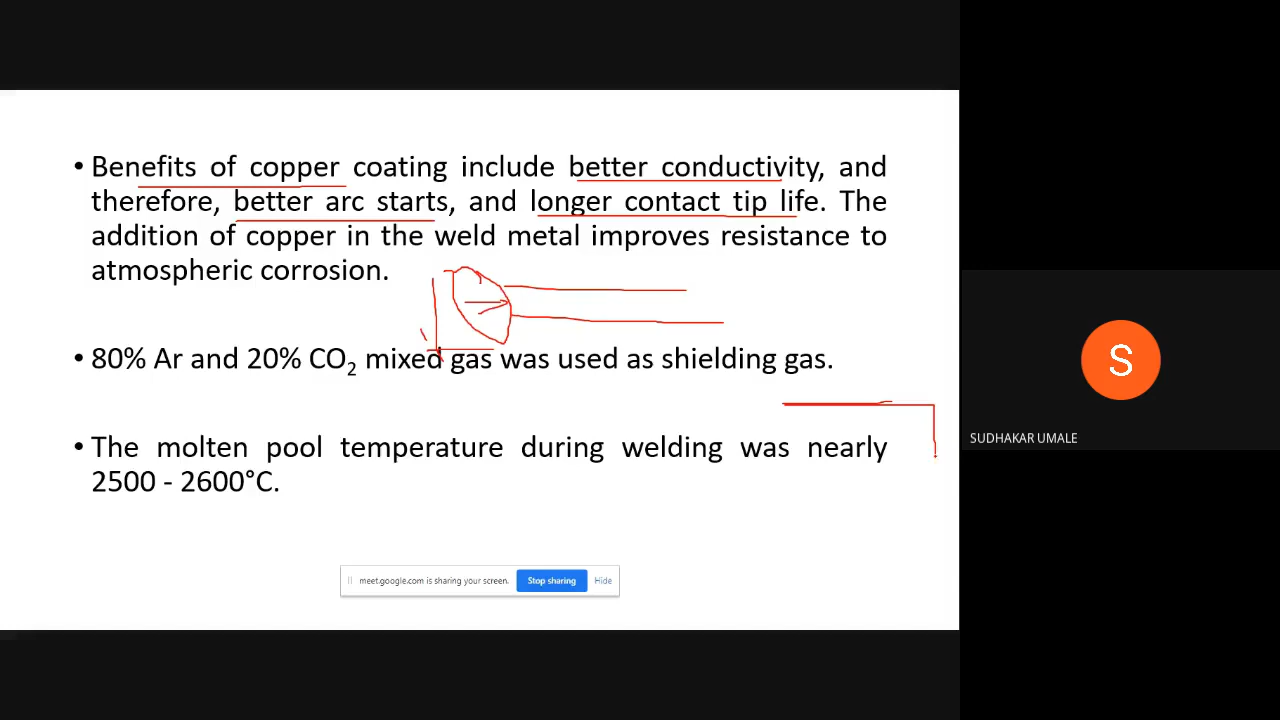 • Benefits of copper coating include better conductivity, and
therefore, better arc starts, and longer contact tip life. The
addition of copper in the weld metal improves resistance to
atmospheric corrosion.
• 80% Ar and 20% CO₂ mixed gas was used as shielding gas.
• The molten pool temperature during welding was nearly
2500 - 2600°C.
meet.google.com is sharing your screen. Stop sharing Hide
S
SUDHAKAR UMALE